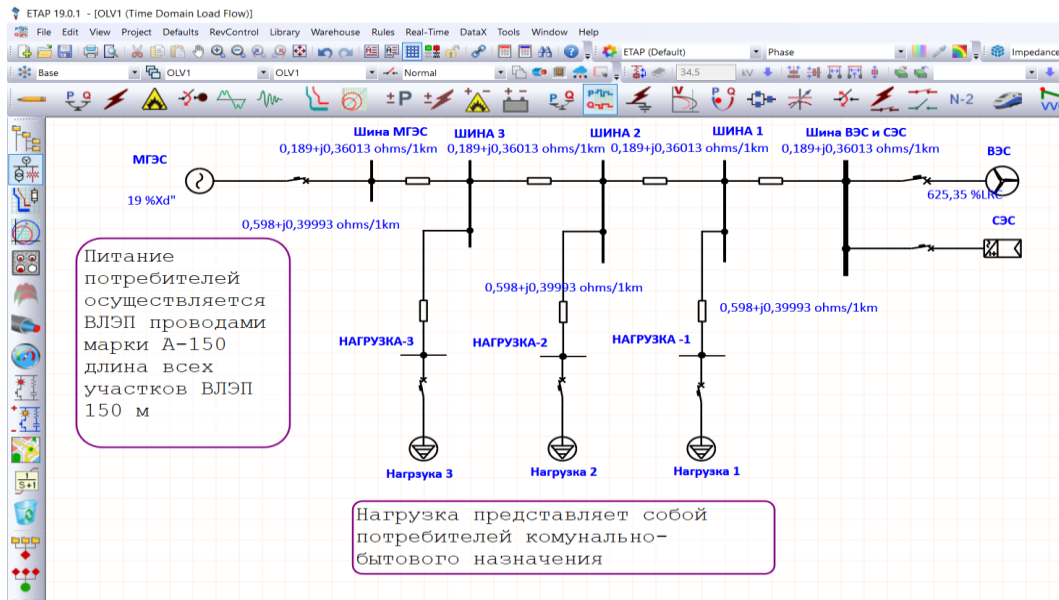 ETAP 19.0.1 - [OLV1 (Time Domain Load Flow)]
File Edit View Project Defaults RevControl Library Warehouse Rules Real-Time DataX Tools Window Help
ETAP (Default) Phase Impedance
Base OLV1 OLV1 Normal 34.5 kV
P Q ±P ±⚡ P Q V P Q N-2
Шина МГЭС ШИНА 3 ШИНА 2 ШИНА 1 Шина ВЭС и СЭС
0,189+j0,36013 ohms/1km 0,189+j0,36013 ohms/1km 0,189+j0,36013 ohms/1km 0,189+j0,36013 ohms/1km
МГЭС ВЭС
19 %Xd" 625,35 %LRC
СЭС
0,598+j0,39993 ohms/1km
Питание
потребителей
осуществляется
ВЛЭП проводами
марки А-150
длина всех
участков ВЛЭП
150 м
0,598+j0,39993 ohms/1km
0,598+j0,39993 ohms/1km
НАГРУЗКА-3 НАГРУЗКА-2 НАГРУЗКА -1
Нагрзука 3 Нагрузка 2 Нагрузка 1
Нагрузка представляет собой
потребителей комунально-
бытового назначения